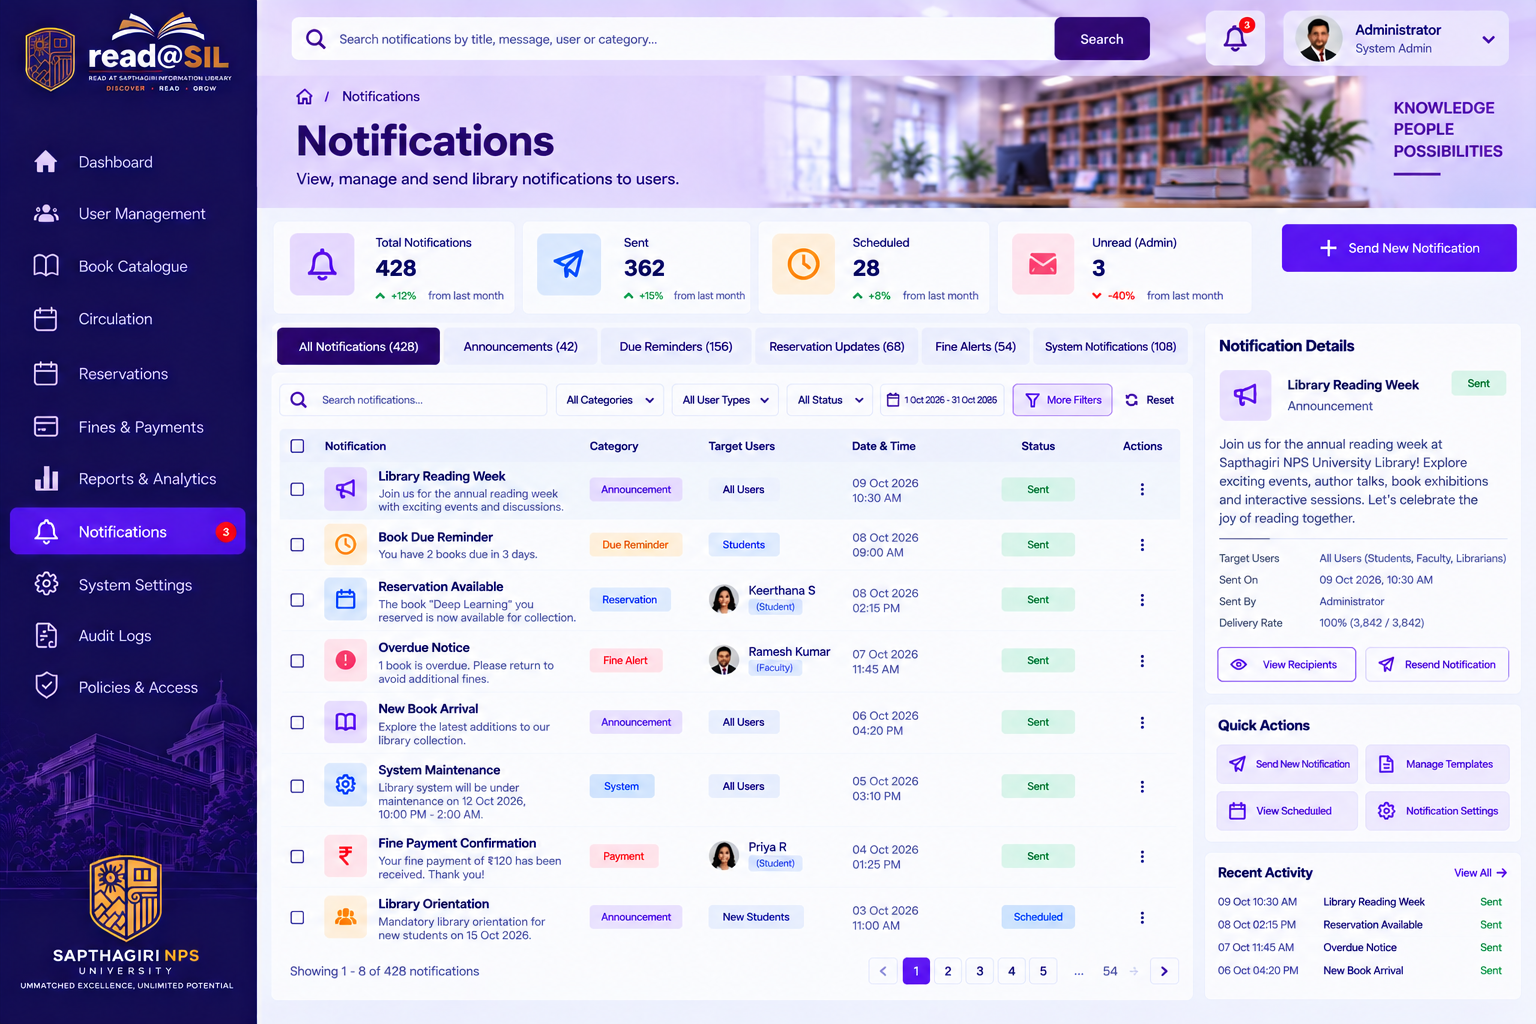 read@SIL
READ AT SAPTHAGIRI INFORMATION LIBRARY
DISCOVER · READ · GROW
Dashboard
User Management
Book Catalogue
Circulation
Reservations
Fines & Payments
Reports & Analytics
Notifications 3
System Settings
Audit Logs
Policies & Access
SAPTHAGIRI NPS
UNIVERSITY
UMMATCHED EXCELLENCE, UNLIMITED POTENTIAL
Search notifications by title, message, user or category...
Search
3
Administrator
System Admin
/ Notifications
Notifications
View, manage and send library notifications to users.
KNOWLEDGE
PEOPLE
POSSIBILITIES
Total Notifications
428
+12% from last month
Sent
362
+15% from last month
Scheduled
28
+8% from last month
Unread (Admin)
3
-40% from last month
+ Send New Notification
All Notifications (428)
Announcements (42)
Due Reminders (156)
Reservation Updates (68)
Fine Alerts (54)
System Notifications (108)
Search notifications...
All Categories
All User Types
All Status
1 Oct 2026 - 31 Oct 2086
More Filters
Reset
Notification Category Target Users Date & Time Status Actions
Library Reading Week
Join us for the annual reading week
with exciting events and discussions.
Announcement
All Users
09 Oct 2026
10:30 AM
Sent
Book Due Reminder
You have 2 books due in 3 days.
Due Reminder
Students
08 Oct 2026
09:00 AM
Sent
Reservation Available
The book "Deep Learning" you
reserved is now available for collection.
Reservation
Keerthana S
(Student)
08 Oct 2026
02:15 PM
Sent
Overdue Notice
1 book is overdue. Please return to
avoid additional fines.
Fine Alert
Ramesh Kumar
(Faculty)
07 Oct 2026
11:45 AM
Sent
New Book Arrival
Explore the latest additions to our
library collection.
Announcement
All Users
06 Oct 2026
04:20 PM
Sent
System Maintenance
Library system will be under
maintenance on 12 Oct 2026,
10:00 PM - 2:00 AM.
System
All Users
05 Oct 2026
03:10 PM
Sent
₹
Fine Payment Confirmation
Your fine payment of ₹120 has been
received. Thank you!
Payment
Priya R
(Student)
04 Oct 2026
01:25 PM
Sent
Library Orientation
Mandatory library orientation for
new students on 15 Oct 2026.
Announcement
New Students
03 Oct 2026
11:00 AM
Scheduled
Showing 1 - 8 of 428 notifications
< 1 2 3 4 5 ... 54 → >
Notification Details
Library Reading Week
Announcement
Sent
Join us for the annual reading week at
Sapthagiri NPS University Library! Explore
exciting events, author talks, book exhibitions
and interactive sessions. Let's celebrate the
joy of reading together.
Target Users All Users (Students, Faculty, Librarians)
Sent On 09 Oct 2026, 10:30 AM
Sent By Administrator
Delivery Rate 100% (3,842 / 3,842)
View Recipients
Resend Notification
Quick Actions
Send New Notification
Manage Templates
View Scheduled
Notification Settings
Recent Activity
View All →
09 Oct 10:30 AM Library Reading Week Sent
08 Oct 02:15 PM Reservation Available Sent
07 Oct 11:45 AM Overdue Notice Sent
06 Oct 04:20 PM New Book Arrival Sent